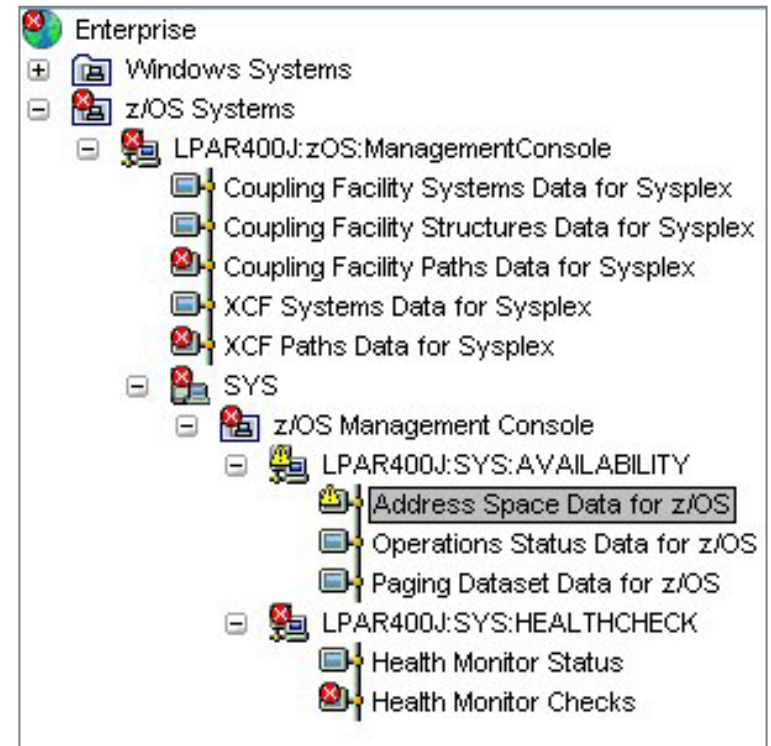 Enterprise
Windows Systems
z/OS Systems
LPAR400J:zOS:ManagementConsole
Coupling Facility Systems Data for Sysplex
Coupling Facility Structures Data for Sysplex
Coupling Facility Paths Data for Sysplex
XCF Systems Data for Sysplex
XCF Paths Data for Sysplex
SYS
z/OS Management Console
LPAR400J:SYS:AVAILABILITY
Address Space Data for z/OS
Operations Status Data for z/OS
Paging Dataset Data for z/OS
LPAR400J:SYS:HEALTHCHECK
Health Monitor Status
Health Monitor Checks